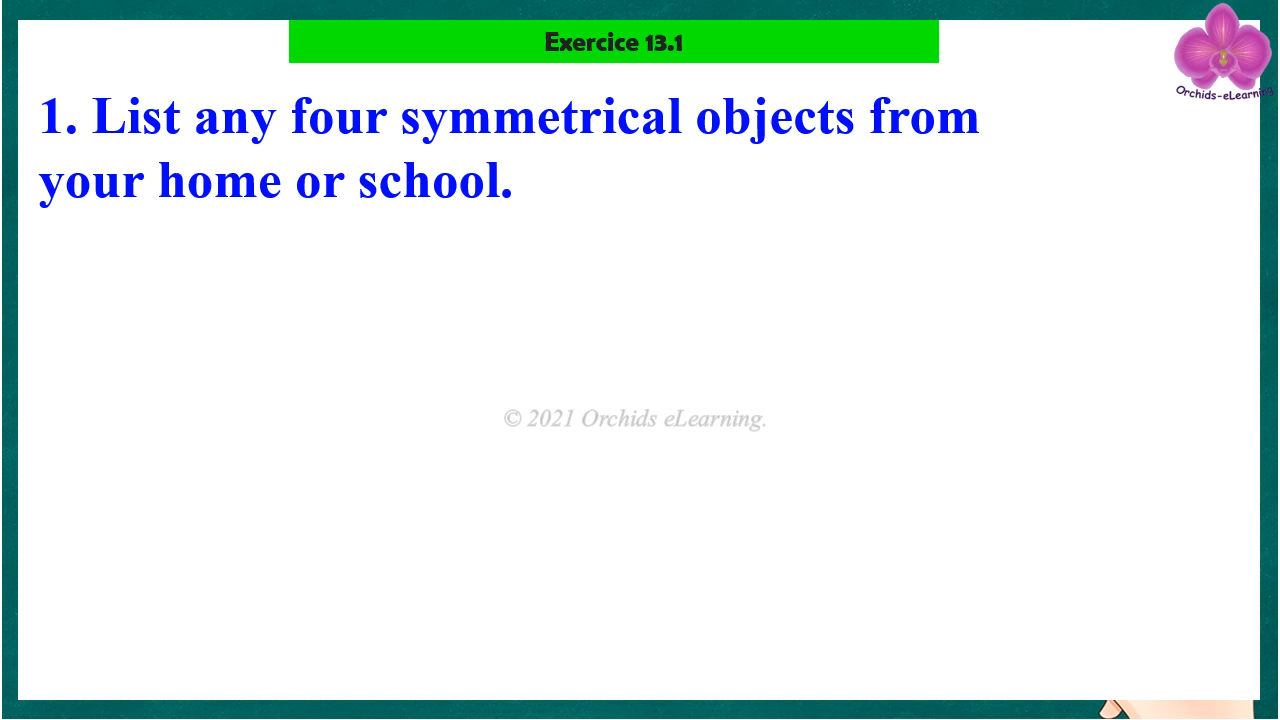 Exercice 13.1
Orchids-eLearning
1. List any four symmetrical objects from
your home or school.
© 2021 Orchids eLearning.